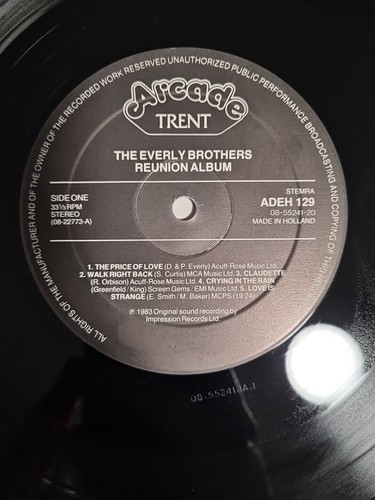 ALL RIGHTS OF THE MANUFACTURER AND OF THE OWNER OF THE RECORDED WORK RESERVED UNAUTHORIZED PUBLIC PERFORMANCE BROADCASTING AND COPYING OF THIS
Arcade
TRENT
THE EVERLY BROTHERS
REUNION ALBUM
SIDE ONE
33⅓ RPM
STEREO
(08-22773-A)
STEMRA
ADEH 129
08-55241-20
MADE IN HOLLAND
1. THE PRICE OF LOVE (D. & P. Everly) Acuff-Rose Music Ltd.
2. WALK RIGHT BACK (S. Curtis) MCA Music Ltd. 3. CLAUDETTE
(R. Orbison) Acuff-Rose Music Ltd. 4. CRYING IN THE RAIN
(Greenfield / King) Screen Gems / EMI Music Ltd. 5. LOVE IS
STRANGE (E. Smith / M. Baker) MCPS (19:24)
℗ 1983 Original sound recording by
Impression Records Ltd.